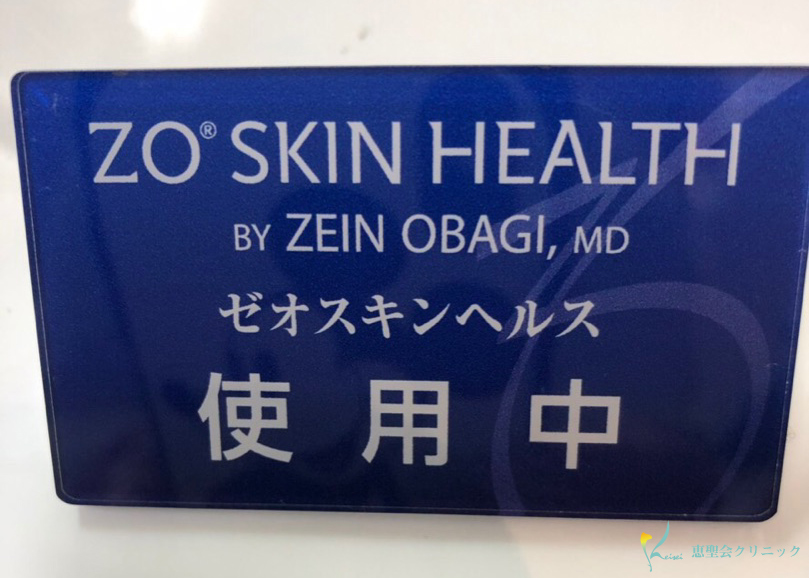 ZO® SKIN HEALTH
BY ZEIN OBAGI, MD
ゼオスキンヘルス
使用中
Keisei 恵聖会クリニック